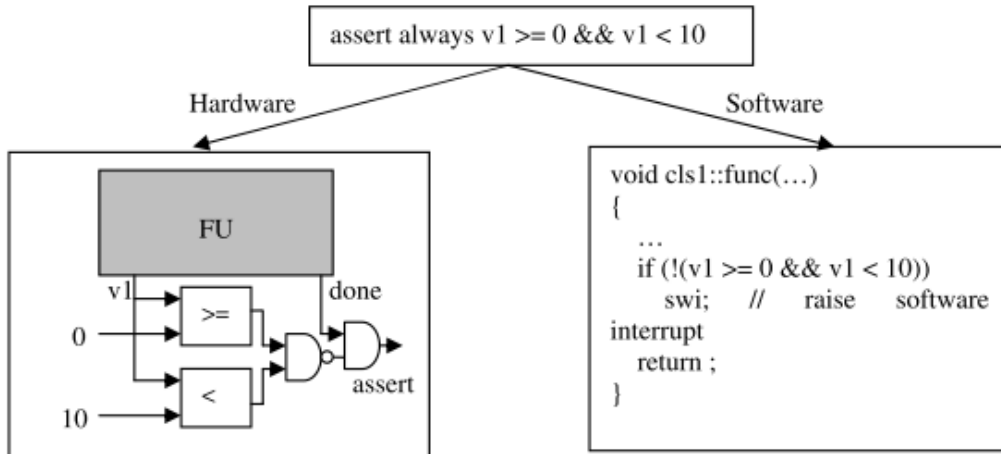 assert always v1 >= 0 && v1 < 10
Hardware
Software
FU
v1
done
>=
0
<
10
assert
void cls1::func(…)
{
…
if (!(v1 >= 0 && v1 < 10))
swi; // raise software
interrupt
return ;
}